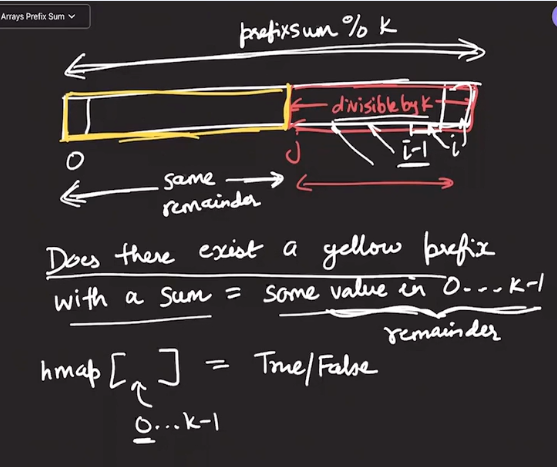 Arrays Prefix Sum
prefixsum % K
divisible by K
0
j
i-1
i
same
remainder
Does there exist a yellow prefix
with a sum = some value in 0...k-1
remainder
hmap [ ] = True/False
0...k-1